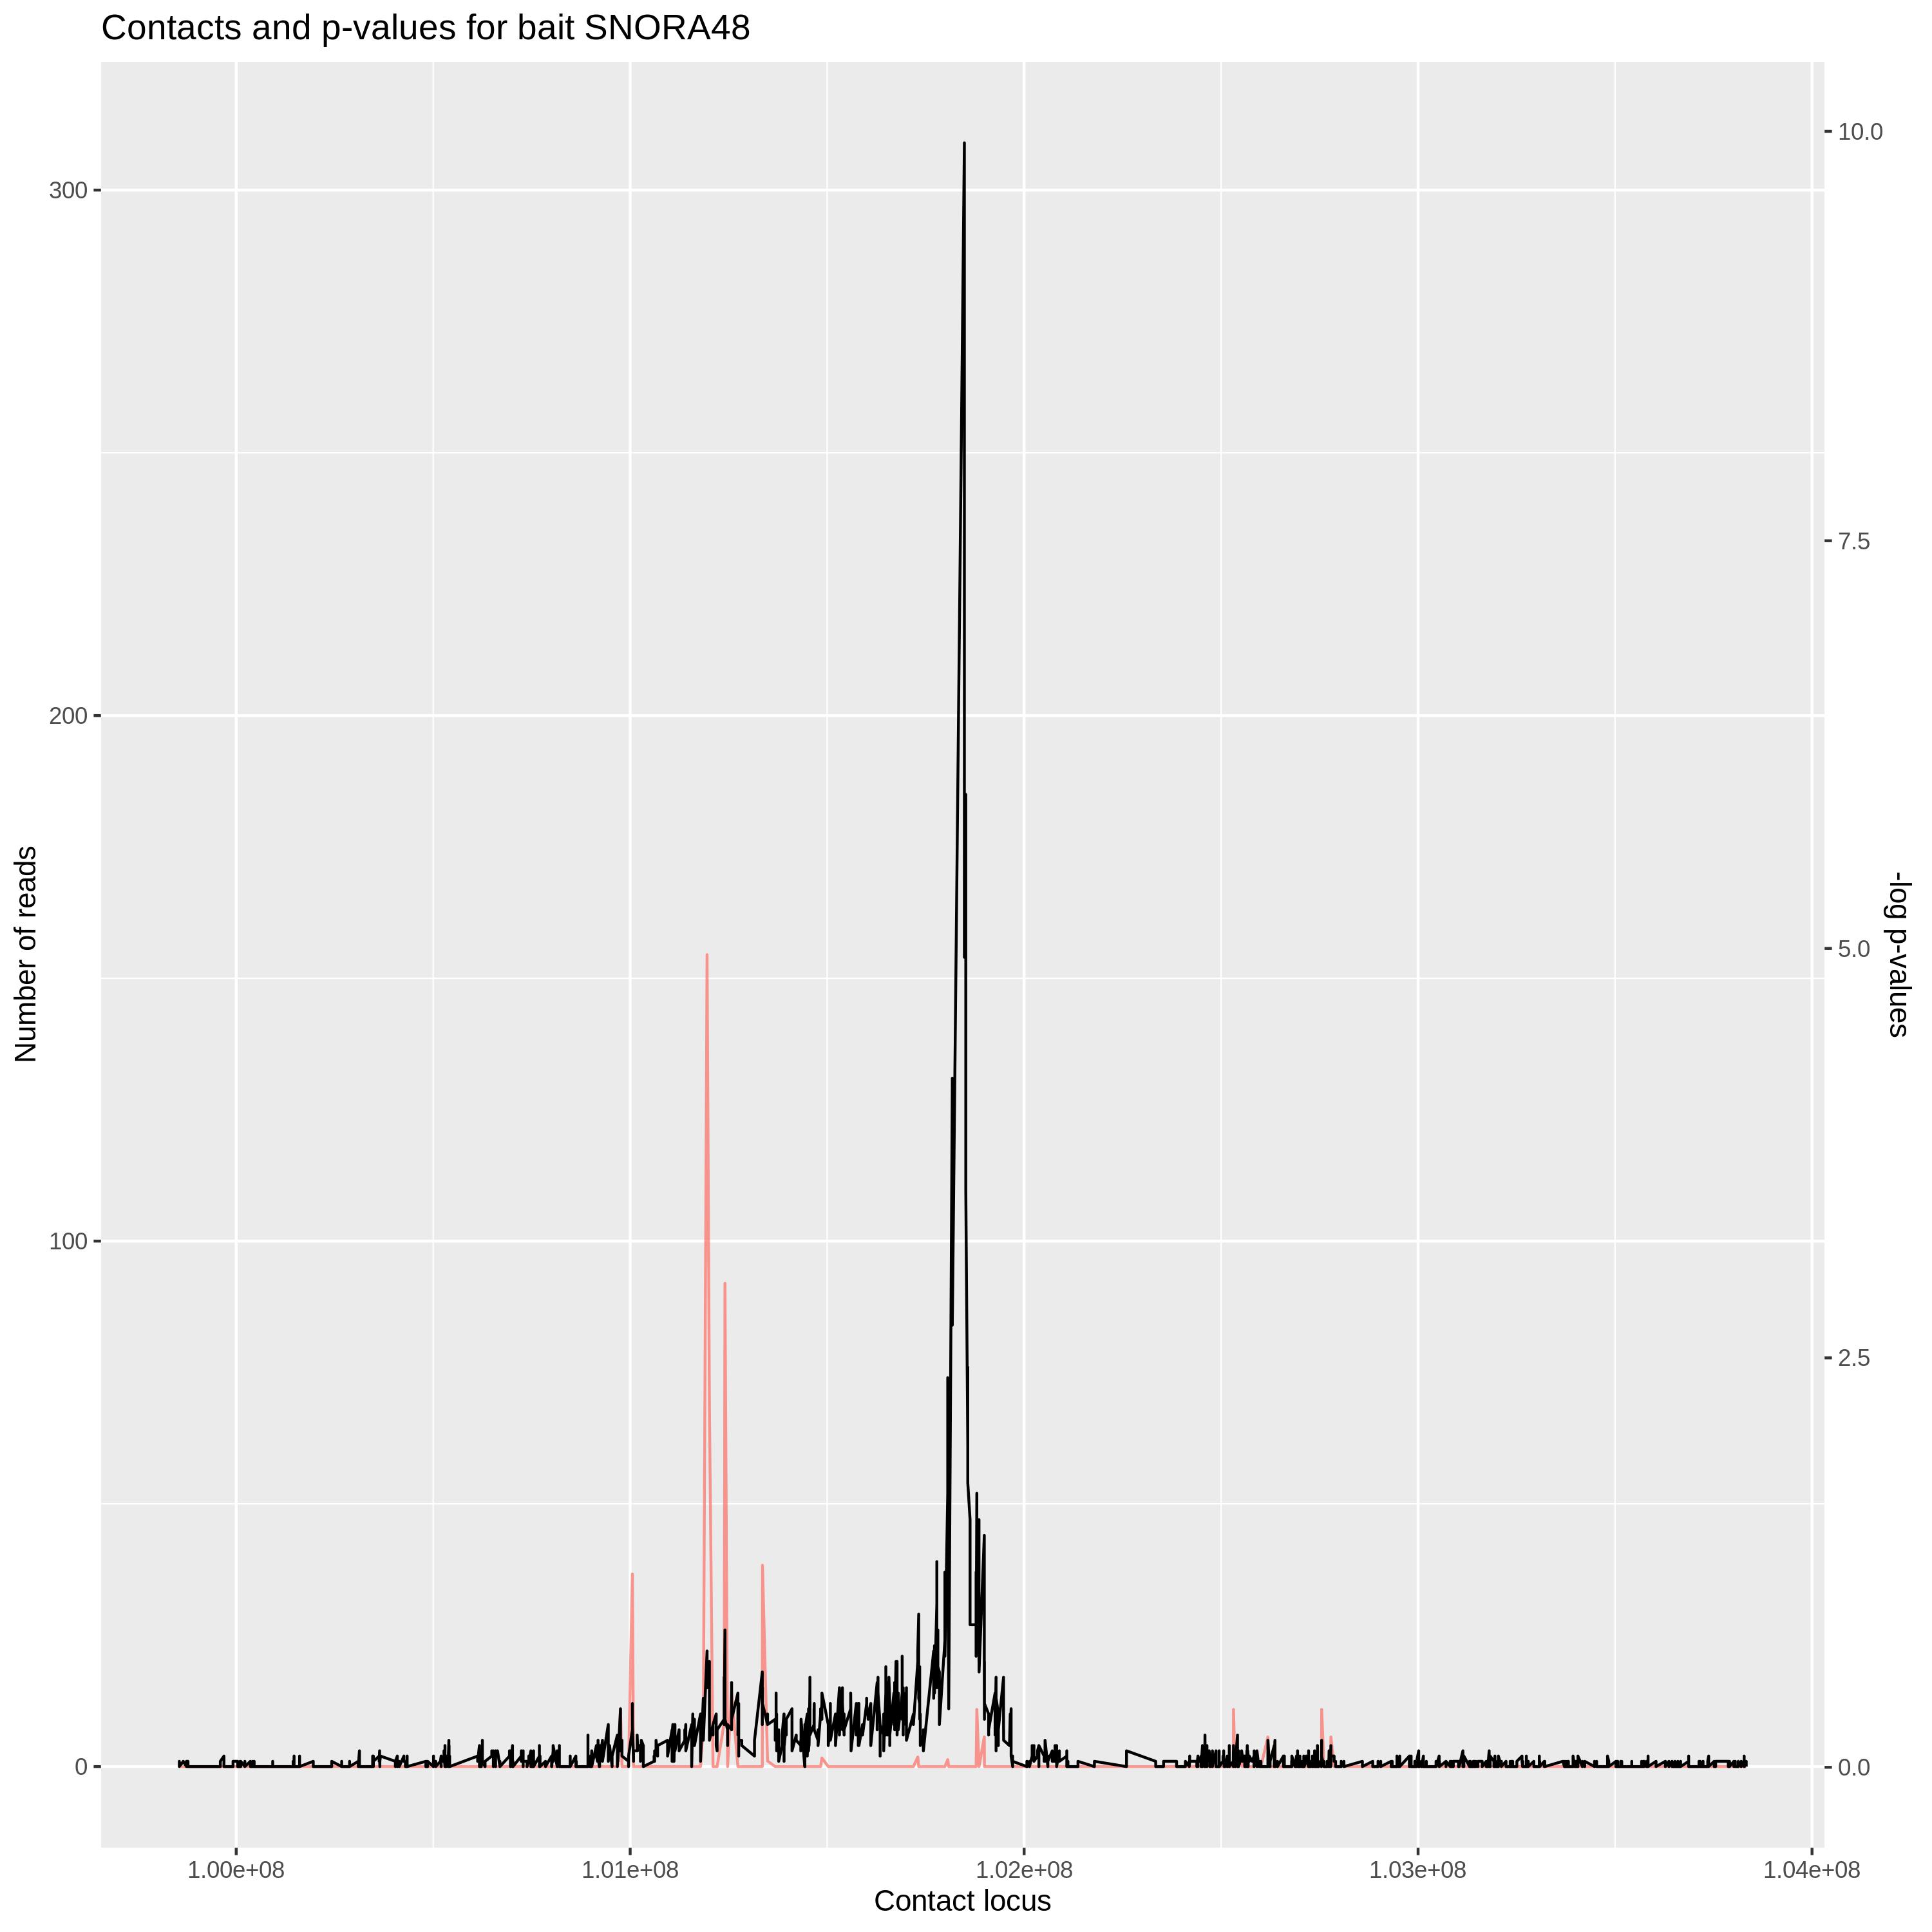 Contacts and p-values for bait SNORA48
Number of reads
300
200
100
0
10.0
7.5
5.0
2.5
0.0
-log p-values
1.00e+08 1.01e+08 1.02e+08 1.03e+08 1.04e+08
Contact locus